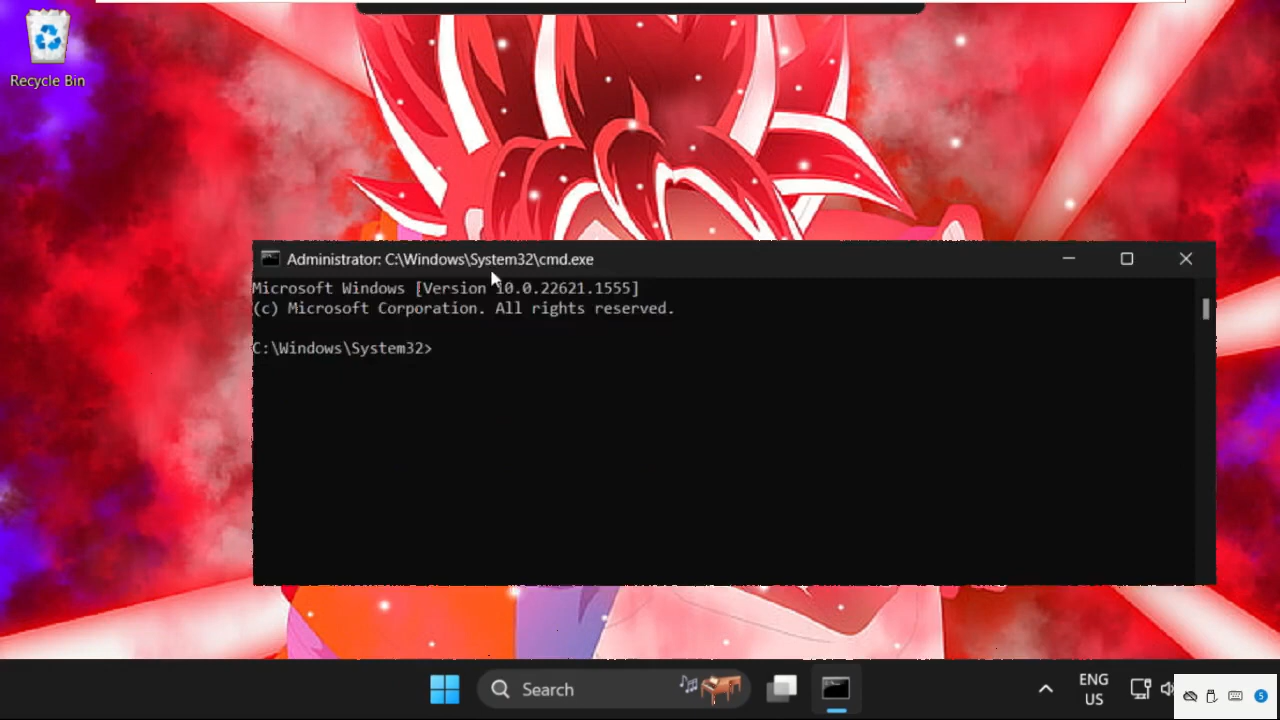 Recycle Bin
Administrator: C:\Windows\System32\cmd.exe
Microsoft Windows [Version 10.0.22621.1555]
(c) Microsoft Corporation. All rights reserved.
C:\Windows\System32>
Search
ENG
US
5